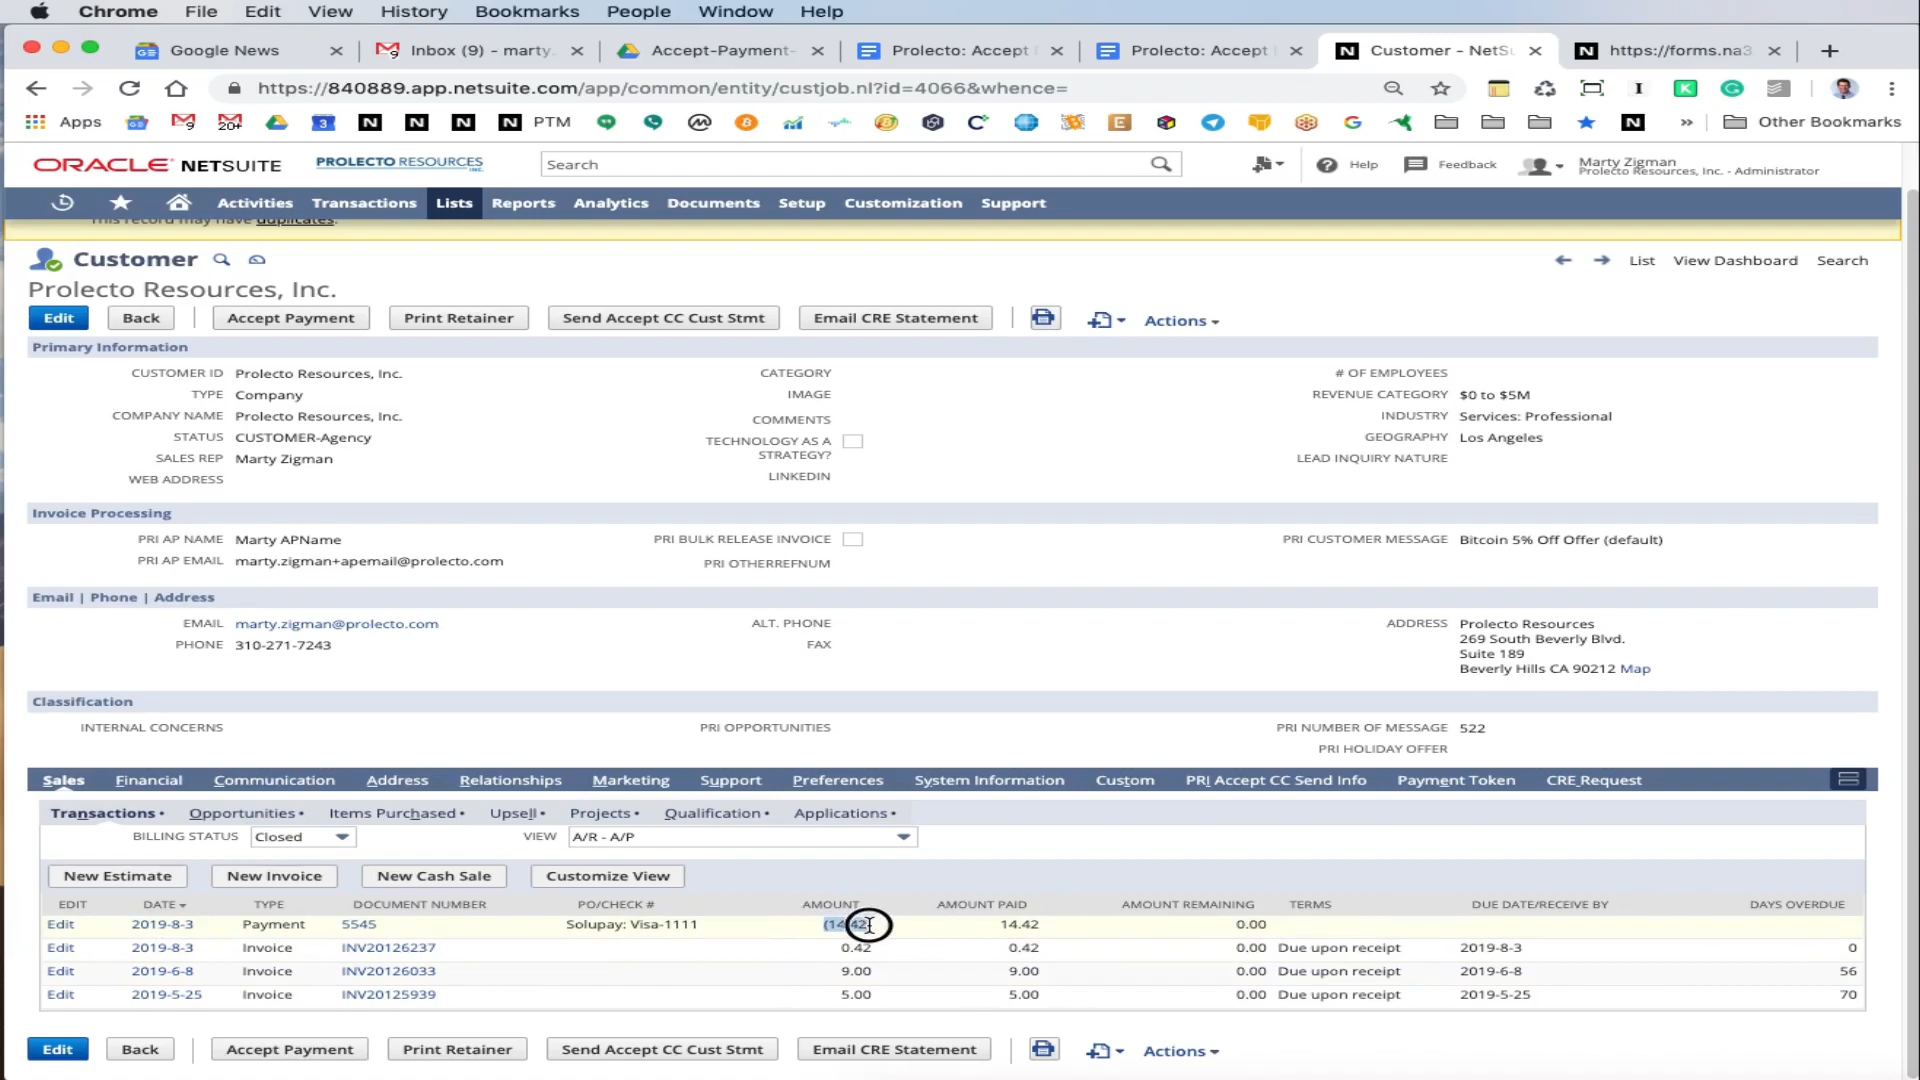 Chrome File Edit View History Bookmarks People Window Help
Google News Inbox (9) - marty. Accept-Payment- Prolecto: Accept Prolecto: Accept Customer - NetS https://forms.na3
https://840889.app.netsuite.com/app/common/entity/custjob.nl?id=4066&whence=
Apps PTM » Other Bookmarks
ORACLE NETSUITE PROLECTO RESOURCES INC. Search Help Feedback Marty Zigman
Prolecto Resources, Inc. - Administrator
Activities Transactions Lists Reports Analytics Documents Setup Customization Support
This record may have duplicates.
Customer List View Dashboard Search
Prolecto Resources, Inc.
Edit Back Accept Payment Print Retainer Send Accept CC Cust Stmt Email CRE Statement Actions
Primary Information
CUSTOMER ID Prolecto Resources, Inc. CATEGORY # OF EMPLOYEES
TYPE Company IMAGE REVENUE CATEGORY $0 to $5M
COMPANY NAME Prolecto Resources, Inc. COMMENTS INDUSTRY Services: Professional
STATUS CUSTOMER-Agency TECHNOLOGY AS A STRATEGY? GEOGRAPHY Los Angeles
SALES REP Marty Zigman LEAD INQUIRY NATURE
WEB ADDRESS LINKEDIN
Invoice Processing
PRI AP NAME Marty APName PRI BULK RELEASE INVOICE PRI CUSTOMER MESSAGE Bitcoin 5% Off Offer (default)
PRI AP EMAIL marty.zigman+apemail@prolecto.com PRI OTHERREFNUM
Email | Phone | Address
EMAIL marty.zigman@prolecto.com ALT. PHONE ADDRESS Prolecto Resources
269 South Beverly Blvd.
PHONE 310-271-7243 FAX Suite 189
Beverly Hills CA 90212 Map
Classification
INTERNAL CONCERNS PRI OPPORTUNITIES PRI NUMBER OF MESSAGE 522
PRI HOLIDAY OFFER
Sales Financial Communication Address Relationships Marketing Support Preferences System Information Custom PRI Accept CC Send Info Payment Token CRE Request
Transactions • Opportunities • Items Purchased • Upsell • Projects • Qualification • Applications •
BILLING STATUS Closed VIEW A/R - A/P
New Estimate New Invoice New Cash Sale Customize View
EDIT DATE TYPE DOCUMENT NUMBER PO/CHECK # AMOUNT AMOUNT PAID AMOUNT REMAINING TERMS DUE DATE/RECEIVE BY DAYS OVERDUE
Edit 2019-8-3 Payment 5545 Solupay: Visa-1111 (14.42) 14.42 0.00
Edit 2019-8-3 Invoice INV20126237 0.42 0.42 0.00 Due upon receipt 2019-8-3 0
Edit 2019-6-8 Invoice INV20126033 9.00 9.00 0.00 Due upon receipt 2019-6-8 56
Edit 2019-5-25 Invoice INV20125939 5.00 5.00 0.00 Due upon receipt 2019-5-25 70
Edit Back Accept Payment Print Retainer Send Accept CC Cust Stmt Email CRE Statement Actions